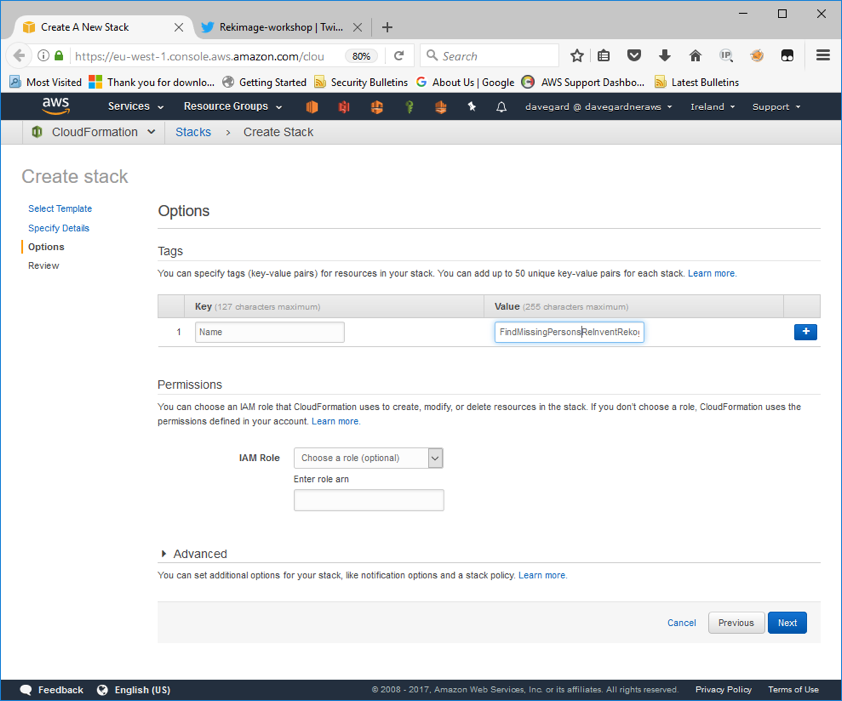 Create A New Stack
Rekimage-workshop | Twi...
https://eu-west-1.console.aws.amazon.com/clou
80%
Search
Most Visited
Thank you for downlo...
Getting Started
Security Bulletins
About Us | Google
AWS Support Dashbo...
Latest Bulletins
aws
Services
Resource Groups
davegard @ davegardneraws
Ireland
Support
CloudFormation
Stacks
Create Stack
Create stack
Select Template
Specify Details
Options
Review
Options
Tags
You can specify tags (key-value pairs) for resources in your stack. You can add up to 50 unique key-value pairs for each stack. Learn more.
Key (127 characters maximum)
Value (255 characters maximum)
1
Name
FindMissingPersonsReInventReko
+
Permissions
You can choose an IAM role that CloudFormation uses to create, modify, or delete resources in the stack. If you don't choose a role, CloudFormation uses the
permissions defined in your account. Learn more.
IAM Role
Choose a role (optional)
Enter role arn
Advanced
You can set additional options for your stack, like notification options and a stack policy. Learn more.
Cancel
Previous
Next
Feedback
English (US)
© 2008 - 2017, Amazon Web Services, Inc. or its affiliates. All rights reserved.
Privacy Policy
Terms of Use